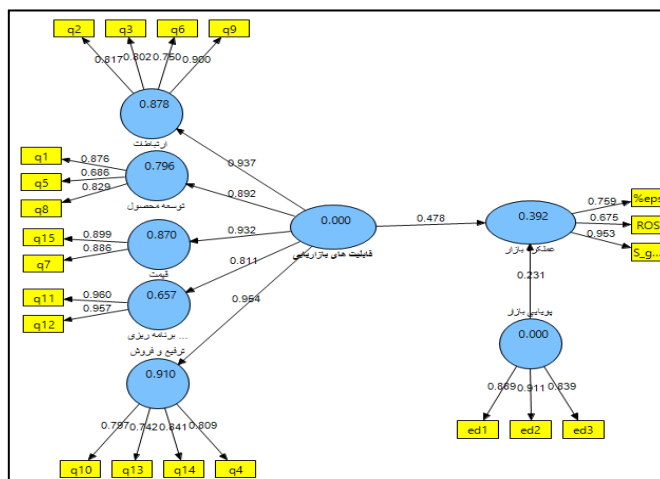 q2 q3 q6 q9
0.817 0.802 0.750 0.900
0.878
ارتباطات
0.937
q1
q5
q8
0.876
0.686
0.829
0.796
توسعه محصول
0.892
q15
q7
0.899
0.886
0.870
قیمت
0.932
q11
q12
0.960
0.957
0.657
برنامه ریزی ...
0.811
ترفیع و فروش
0.910
0.954
0.797 0.742 0.841 0.809
q10 q13 q14 q4
0.000
قابلیت های بازاریابی
0.478
0.392
عملکرد بازار
0.759
0.675
0.953
%eps
ROS
S_g...
0.231
پویایی بازار
0.000
0.889 0.911 0.839
ed1 ed2 ed3